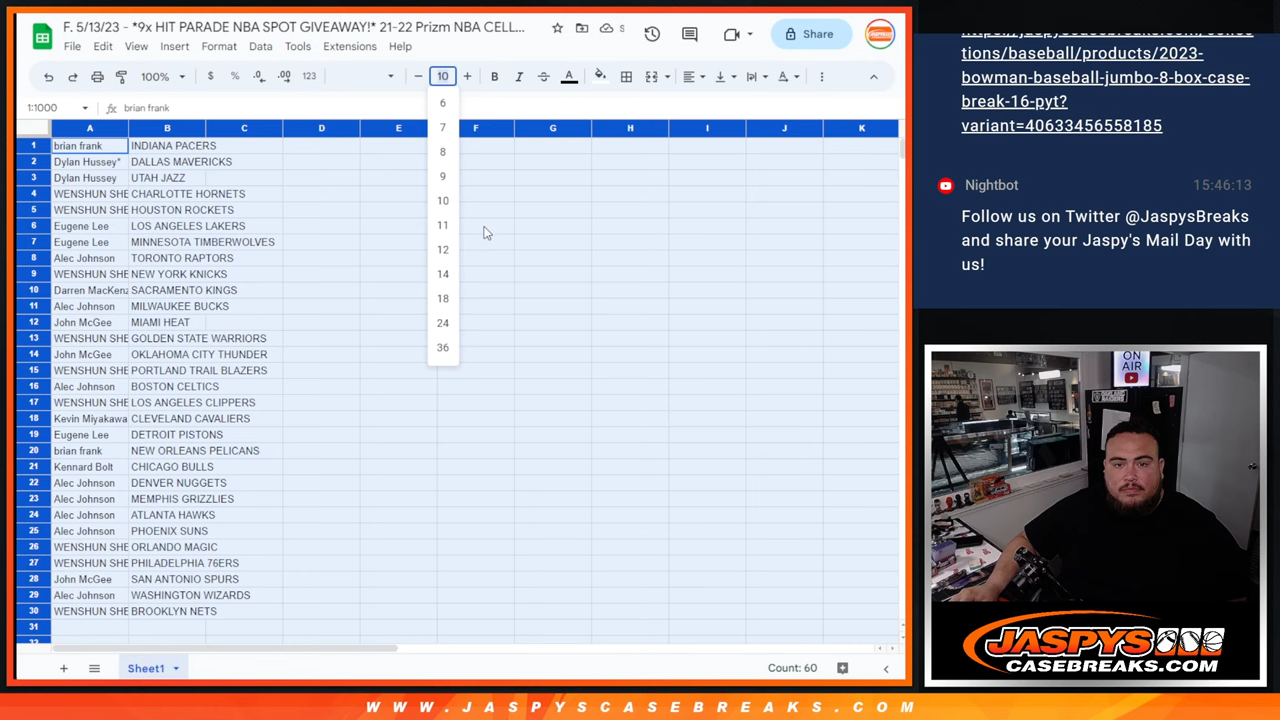 F. 5/13/23 - *9x HIT PARADE NBA SPOT GIVEAWAY!* 21-22 Prizm NBA CELL...
Share
File Edit View Insert Format Data Tools Extensions Help
100% $ % .0 .00 123 10 B I A
1:1000 fx brian frank
A B C D E F G H I J K
1 brian frank INDIANA PACERS
2 Dylan Hussey* DALLAS MAVERICKS
3 Dylan Hussey UTAH JAZZ
4 WENSHUN SHE CHARLOTTE HORNETS
5 WENSHUN SHE HOUSTON ROCKETS
6 Eugene Lee LOS ANGELES LAKERS
7 Eugene Lee MINNESOTA TIMBERWOLVES
8 Alec Johnson TORONTO RAPTORS
9 WENSHUN SHE NEW YORK KNICKS
10 Darren MacKenz SACRAMENTO KINGS
11 Alec Johnson MILWAUKEE BUCKS
12 John McGee MIAMI HEAT
13 WENSHUN SHE GOLDEN STATE WARRIORS
14 John McGee OKLAHOMA CITY THUNDER
15 WENSHUN SHE PORTLAND TRAIL BLAZERS
16 Alec Johnson BOSTON CELTICS
17 WENSHUN SHE LOS ANGELES CLIPPERS
18 Kevin Miyakawa CLEVELAND CAVALIERS
19 Eugene Lee DETROIT PISTONS
20 brian frank NEW ORLEANS PELICANS
21 Kennard Bolt CHICAGO BULLS
22 Alec Johnson DENVER NUGGETS
23 Alec Johnson MEMPHIS GRIZZLIES
24 Alec Johnson ATLANTA HAWKS
25 Alec Johnson PHOENIX SUNS
26 WENSHUN SHE ORLANDO MAGIC
27 WENSHUN SHE PHILADELPHIA 76ERS
28 John McGee SAN ANTONIO SPURS
29 Alec Johnson WASHINGTON WIZARDS
30 WENSHUN SHE BROOKLYN NETS
31
6
7
8
9
10
11
12
14
18
24
36
Sheet1
Count: 60
tions/baseball/products/2023-
bowman-baseball-jumbo-8-box-case-
break-16-pyt?
variant=40633456558185
Nightbot 15:46:13
Follow us on Twitter @JaspysBreaks
and share your Jaspy's Mail Day with
us!
ON
AIR
JASPYS
CASEBREAKS.COM
WWW.JASPYSCASEBREAKS.COM